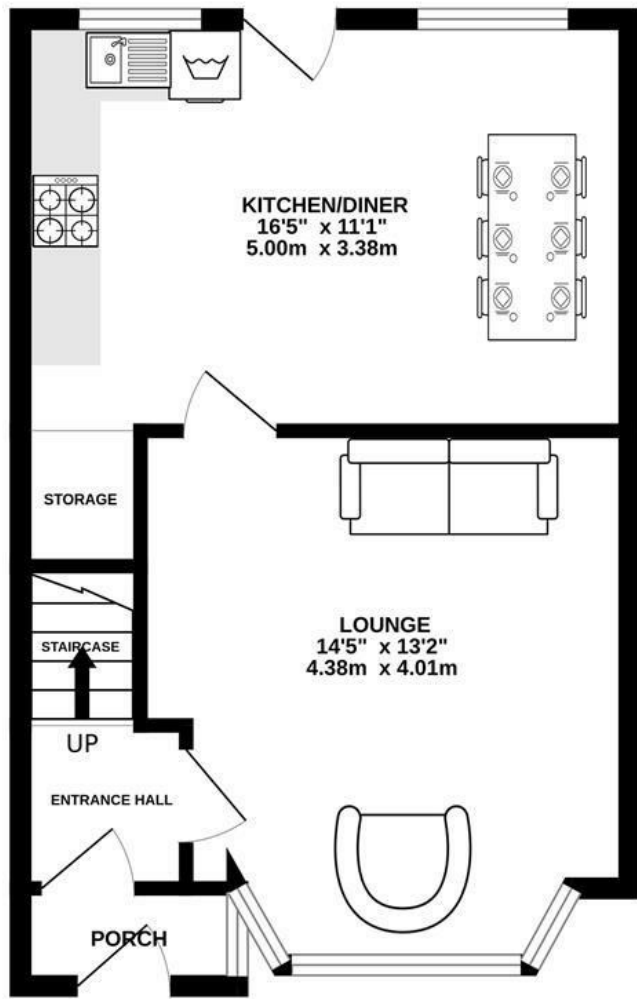 KITCHEN/DINER
16'5" x 11'1"
5.00m x 3.38m
STORAGE
LOUNGE
14'5" x 13'2"
4.38m x 4.01m
STAIRCASE
UP
ENTRANCE HALL
PORCH